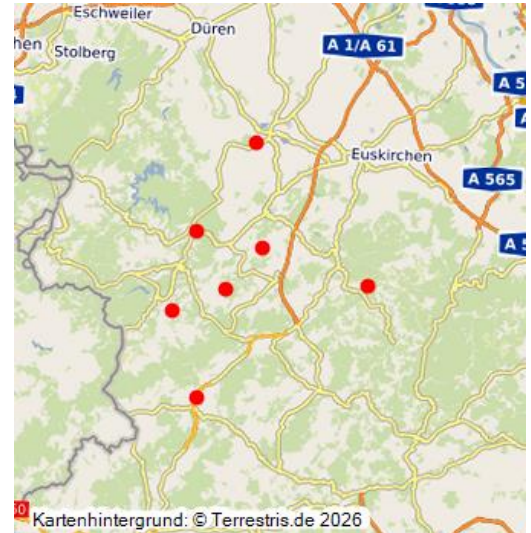 Eschweiler
Düren
A 1/A 61
Stolberg
Euskirchen
A 565
Kartenhintergrund: © Terrestris.de 2026